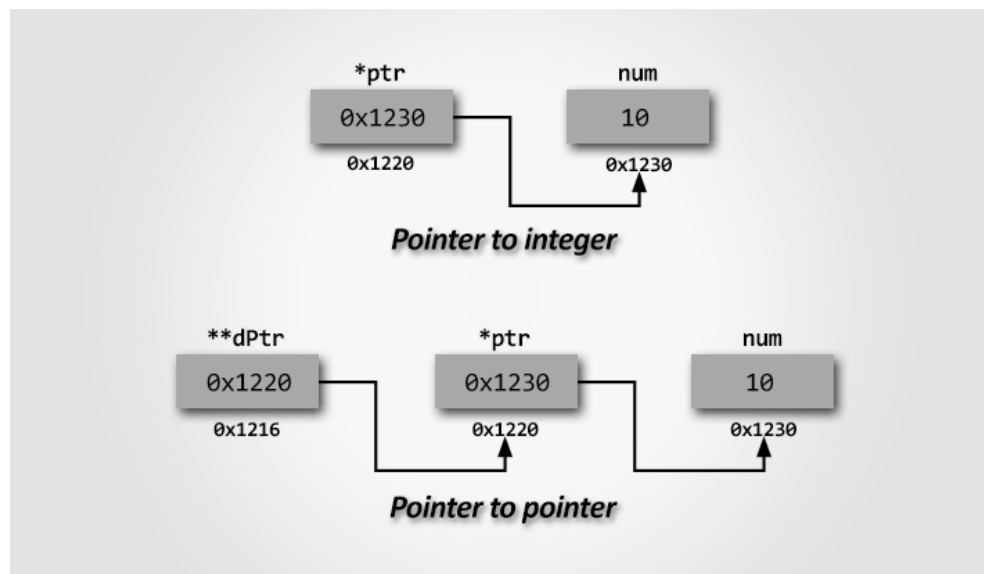 *ptr num
0x1230 10
0x1220 0x1230
Pointer to integer
**dPtr *ptr num
0x1220 0x1230 10
0x1216 0x1220 0x1230
Pointer to pointer